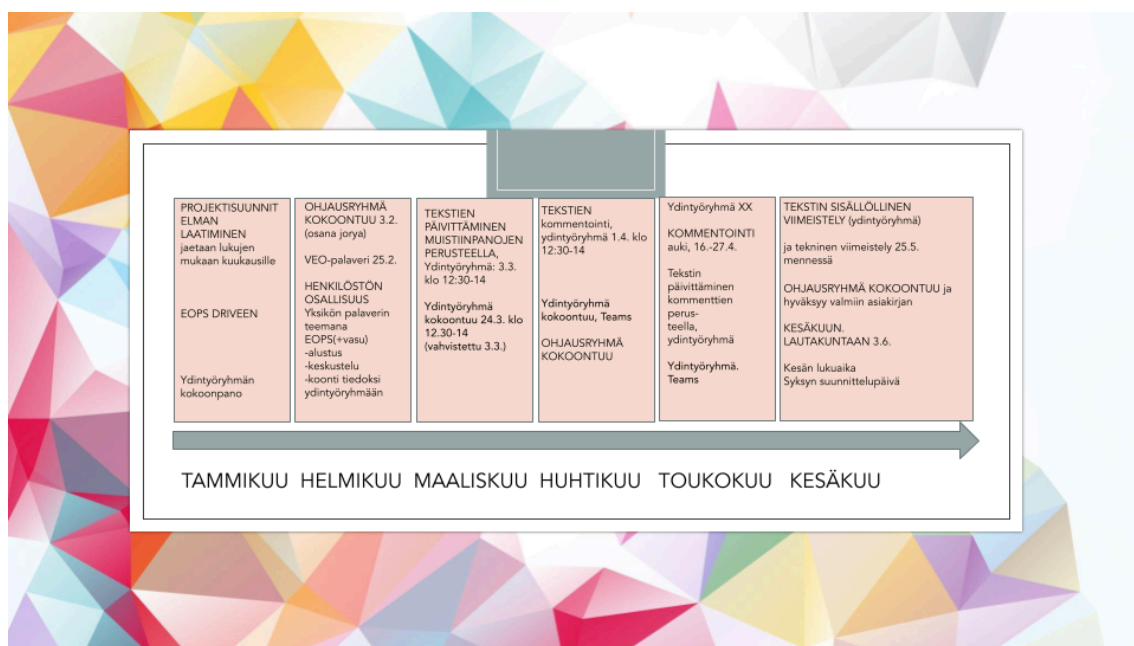 PROJEKTISUUNNIT
ELMAN
LAATIMINEN
jaetaan lukujen
mukaan kuukausille
EOPS DRIVEEN
Ydintyöryhmän
kokoonpano
OHJAUSRYHMÄ
KOKOONTUU 3.2.
(osana jorya)
VEO-palaveri 25.2.
HENKILÖSTÖN
OSALLISUUS
Yksikön palaverin
teemana
EOPS(+vasu)
-alustus
-keskustelu
-koonti tiedoksi
ydintyöryhmään
TEKSTIEN
PÄIVITTÄMINEN
MUISTIINPANOJEN
PERUSTEELLA,
Ydintyöryhmä: 3.3.
klo 12:30-14
Ydintyöryhmä
kokoontuu 24.3. klo
12.30-14
(vahvistettu 3.3.)
TEKSTIEN
kommentointi,
ydintyöryhmä 1.4. klo
12:30-14
Ydintyöryhmä
kokoontuu, Teams
OHJAUSRYHMÄ
KOKOONTUU
Ydintyöryhmä XX
KOMMENTOINTI
auki, 16.-27.4.
Tekstin
päivittäminen
kommenttien
perus-
teella,
ydintyöryhmä
Ydintyöryhmä.
Teams
TEKSTIN SISÄLLÖLLINEN
VIIMEISTELY (ydintyöryhmä)
ja tekninen viimeistely 25.5.
mennessä
OHJAUSRYHMÄ KOKOONTUU ja
hyväksyy valmiin asiakirjan
KESÄKUUN.
LAUTAKUNTAAN 3.6.
Kesän lukuaika
Syksyn suunnittelupäivä
TAMMIKUU HELMIKUU MAALISKUU HUHTIKUU TOUKOKUU KESÄKUU